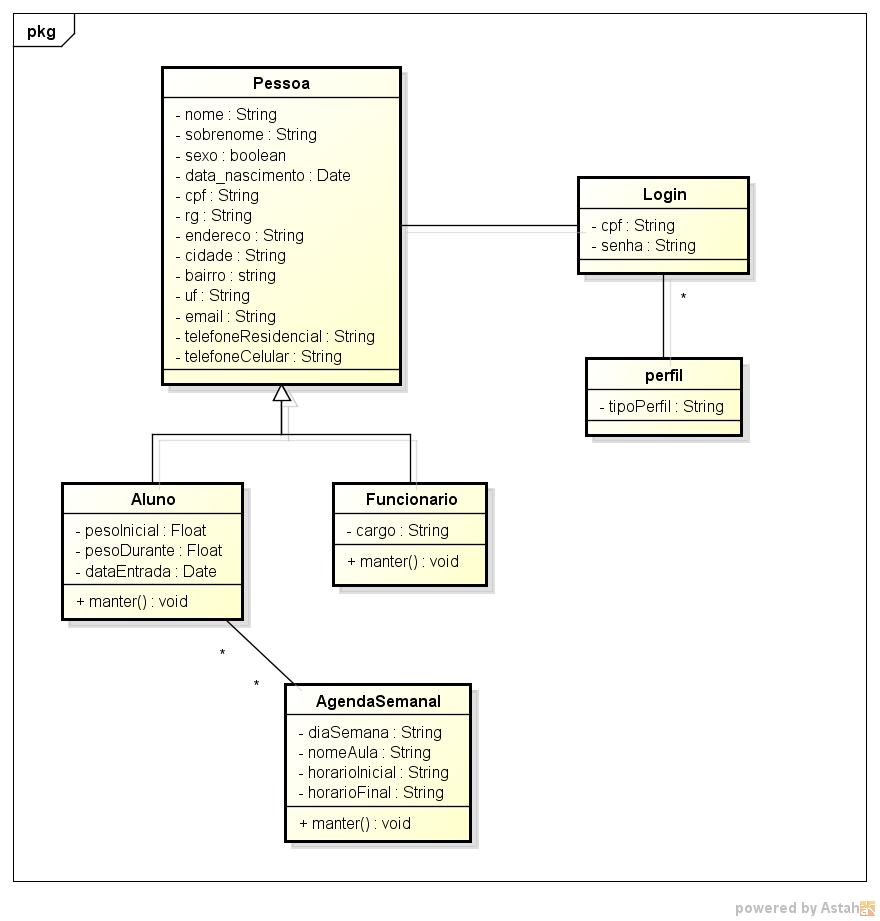 pkg
Pessoa
- nome : String
- sobrenome : String
- sexo : boolean
- data_nascimento : Date
- cpf : String
- rg : String
- endereco : String
- cidade : String
- bairro : string
- uf : String
- email : String
- telefoneResidencial : String
- telefoneCelular : String
Login
- cpf : String
- senha : String
*
perfil
- tipoPerfil : String
Aluno
- pesoInicial : Float
- pesoDurante : Float
- dataEntrada : Date
+ manter() : void
Funcionario
- cargo : String
+ manter() : void
*
*
AgendaSemanal
- diaSemana : String
- nomeAula : String
- horarioInicial : String
- horarioFinal : String
+ manter() : void
powered by Astah